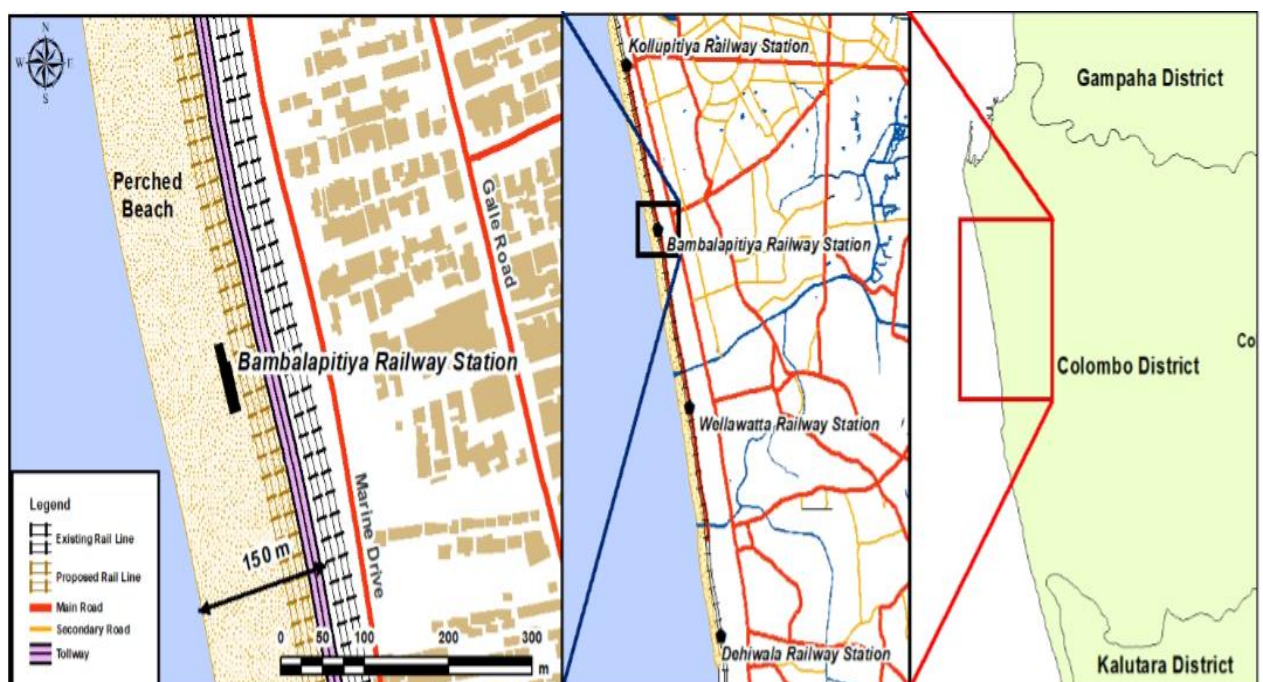 N
W E
S
Perched
Beach
Bambalapitiya Railway Station
Galle Road
Marine Drive
150 m
Legend
Existing Rail Line
Proposed Rail Line
Main Road
Secondary Road
Tollway
0 50 100 200 300
m
Kollupitiya Railway Station
Bambalapitiya Railway Station
Wellawatta Railway Station
Dehiwala Railway Station
Gampaha District
Co
Colombo District
Kalutara District